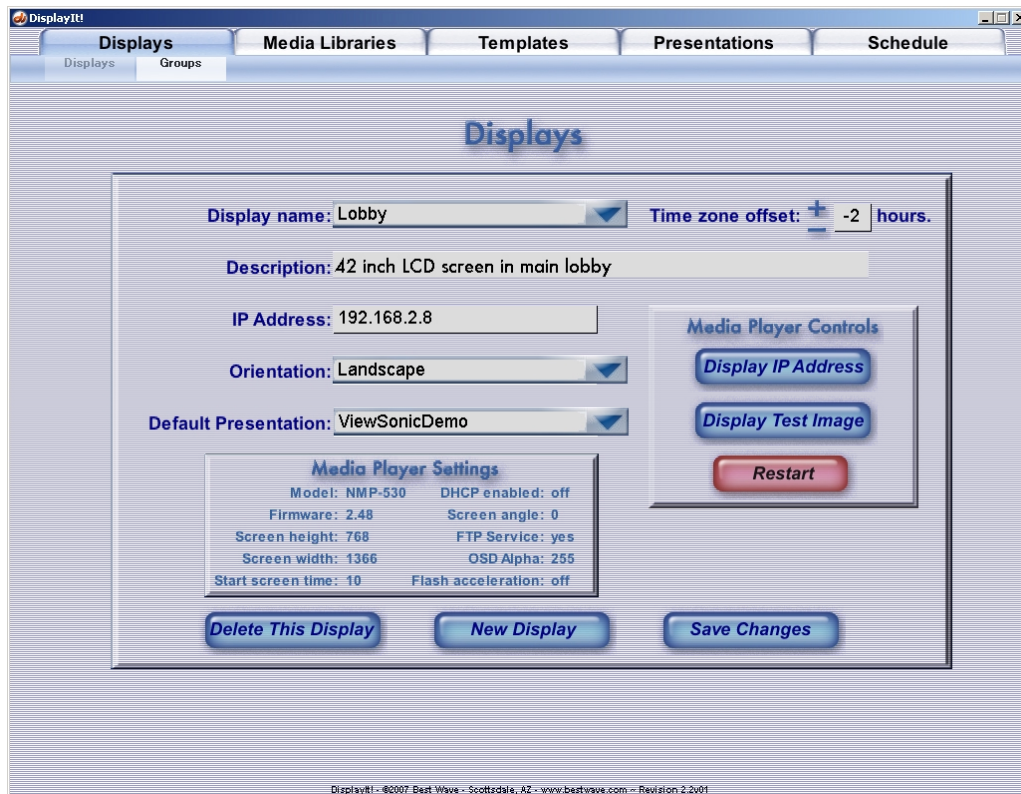 DisplayIt!
Displays Media Libraries Templates Presentations Schedule
Displays Groups
Displays
Display name: Lobby Time zone offset: + − -2 hours.
Description: 42 inch LCD screen in main lobby
IP Address: 192.168.2.8
Media Player Controls
Display IP Address
Orientation: Landscape
Default Presentation: ViewSonicDemo
Display Test Image
Restart
Media Player Settings
Model: NMP-530 DHCP enabled: off
Firmware: 2.48 Screen angle: 0
Screen height: 768 FTP Service: yes
Screen width: 1366 OSD Alpha: 255
Start screen time: 10 Flash acceleration: off
Delete This Display New Display Save Changes
DisplayIt! - ©2007 Best Wave - Scottsdale, AZ - www.bestwave.com ~ Revision 2.2v01